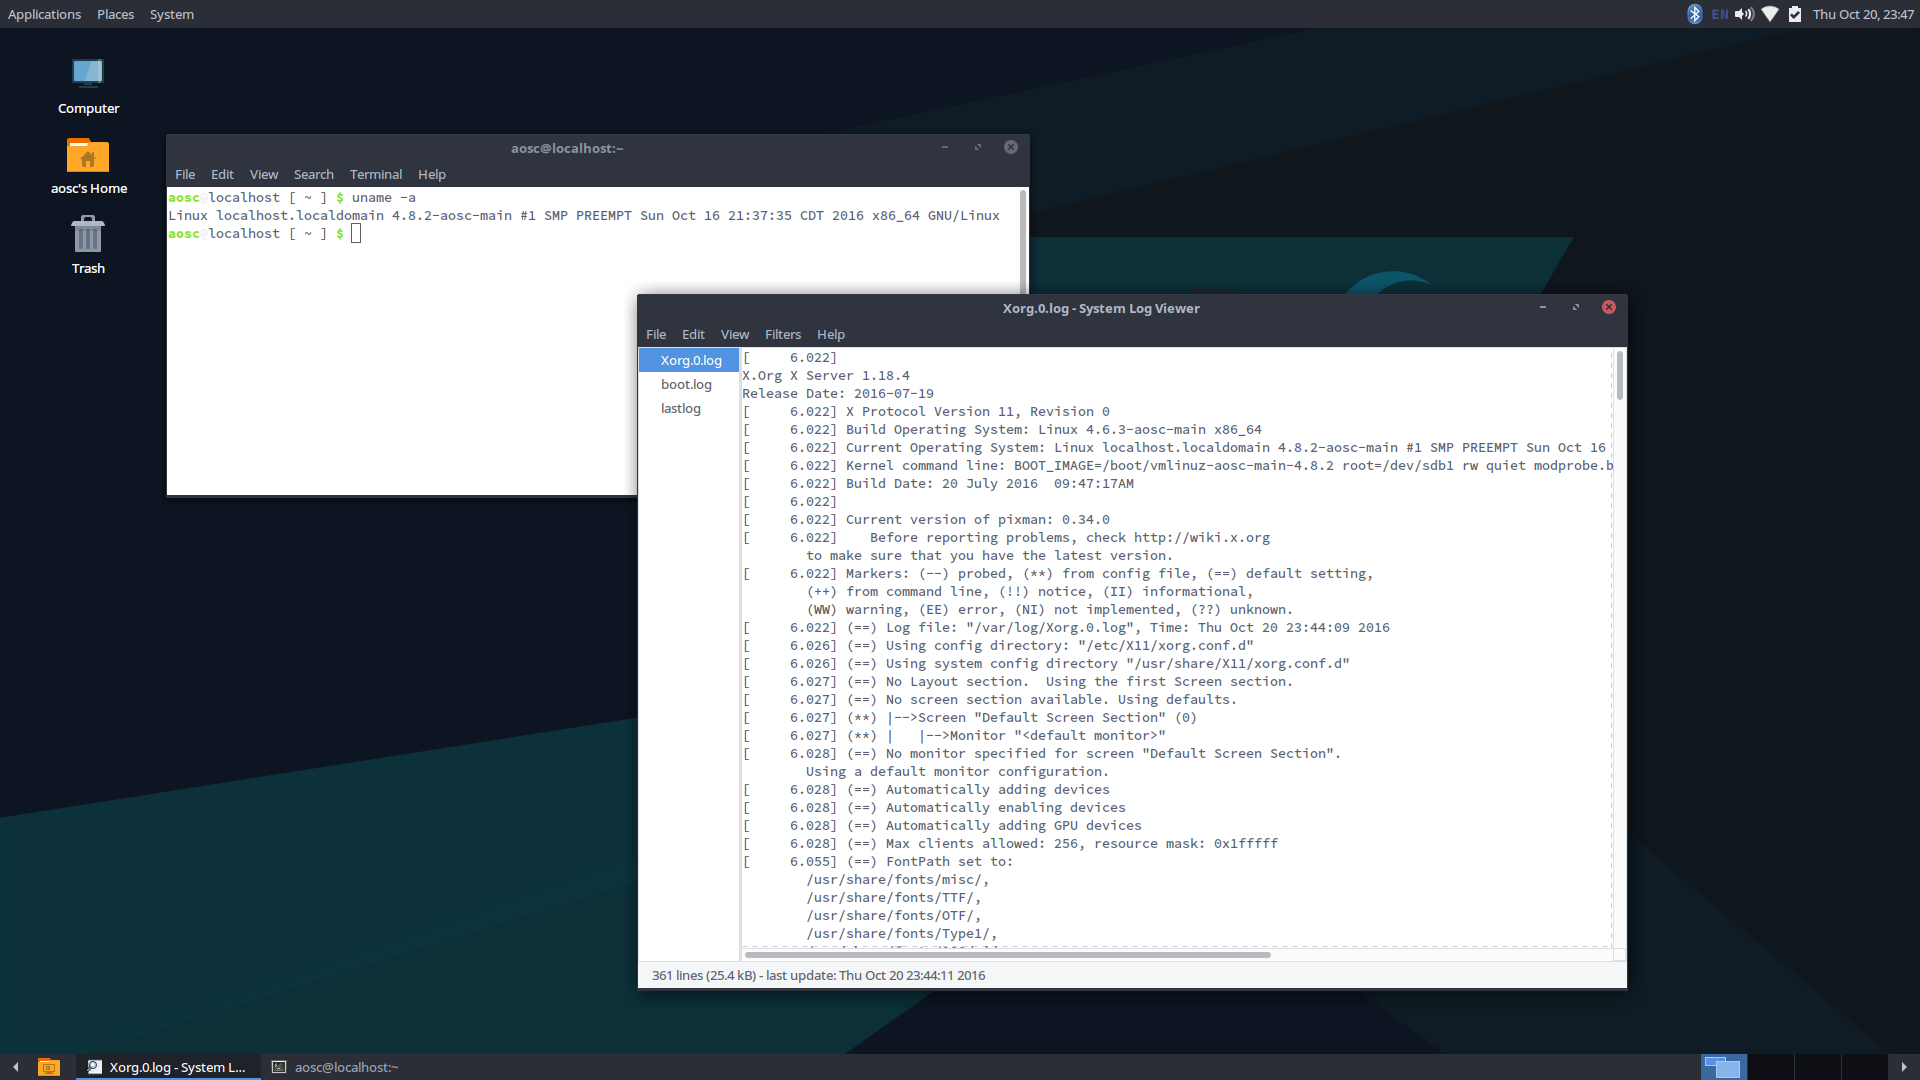 Applications Places System
EN Thu Oct 20, 23:47
Computer
aosc's Home
Trash
aosc@localhost:~
File Edit View Search Terminal Help
aosc@localhost [ ~ ] $ uname -a
Linux localhost.localdomain 4.8.2-aosc-main #1 SMP PREEMPT Sun Oct 16 21:37:35 CDT 2016 x86_64 GNU/Linux
aosc@localhost [ ~ ] $
Xorg.0.log - System Log Viewer
File Edit View Filters Help
Xorg.0.log
boot.log
lastlog
[     6.022]
X.Org X Server 1.18.4
Release Date: 2016-07-19
[     6.022] X Protocol Version 11, Revision 0
[     6.022] Build Operating System: Linux 4.6.3-aosc-main x86_64
[     6.022] Current Operating System: Linux localhost.localdomain 4.8.2-aosc-main #1 SMP PREEMPT Sun Oct 16
[     6.022] Kernel command line: BOOT_IMAGE=/boot/vmlinuz-aosc-main-4.8.2 root=/dev/sdb1 rw quiet modprobe.b
[     6.022] Build Date: 20 July 2016  09:47:17AM
[     6.022]
[     6.022] Current version of pixman: 0.34.0
[     6.022]    Before reporting problems, check http://wiki.x.org
        to make sure that you have the latest version.
[     6.022] Markers: (--) probed, (**) from config file, (==) default setting,
        (++) from command line, (!!) notice, (II) informational,
        (WW) warning, (EE) error, (NI) not implemented, (??) unknown.
[     6.022] (==) Log file: "/var/log/Xorg.0.log", Time: Thu Oct 20 23:44:09 2016
[     6.026] (==) Using config directory: "/etc/X11/xorg.conf.d"
[     6.026] (==) Using system config directory "/usr/share/X11/xorg.conf.d"
[     6.027] (==) No Layout section.  Using the first Screen section.
[     6.027] (==) No screen section available. Using defaults.
[     6.027] (**) |-->Screen "Default Screen Section" (0)
[     6.027] (**) |   |-->Monitor "<default monitor>"
[     6.028] (==) No monitor specified for screen "Default Screen Section".
        Using a default monitor configuration.
[     6.028] (==) Automatically adding devices
[     6.028] (==) Automatically enabling devices
[     6.028] (==) Automatically adding GPU devices
[     6.028] (==) Max clients allowed: 256, resource mask: 0x1fffff
[     6.055] (==) FontPath set to:
        /usr/share/fonts/misc/,
        /usr/share/fonts/TTF/,
        /usr/share/fonts/OTF/,
        /usr/share/fonts/Type1/,
361 lines (25.4 kB) - last update: Thu Oct 20 23:44:11 2016
Xorg.0.log - System L... aosc@localhost:~